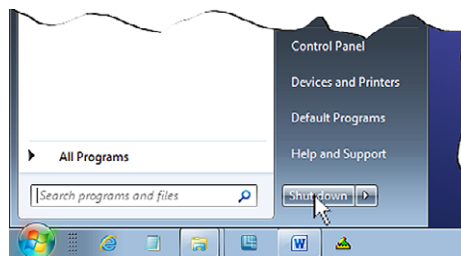 Control Panel
Devices and Printers
Default Programs
Help and Support
All Programs
Search programs and files
Shut down
W